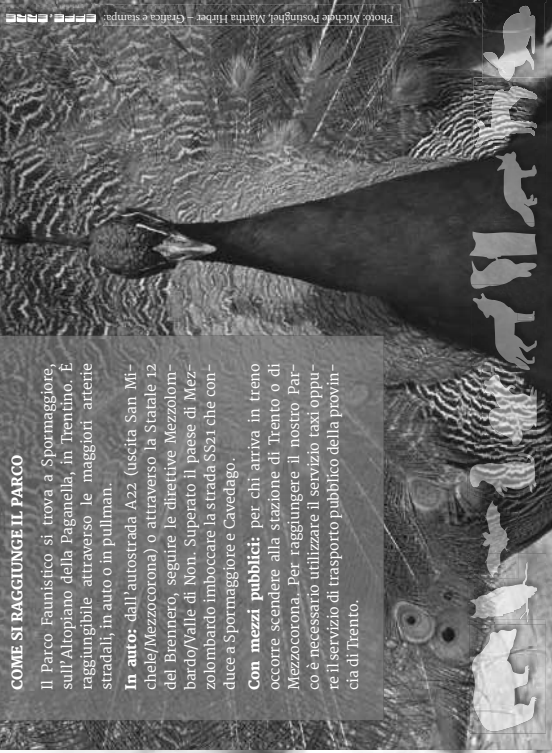 COME SI RAGGIUNGE IL PARCO
Il Parco Faunistico si trova a Spormaggiore,
sull'Altopiano della Paganella, in Trentino. È
raggiungibile attraverso le maggiori arterie
stradali, in auto o in pullman.
In auto: dall'autostrada A22 (uscita San Mi-
chele/Mezzocorona) o attraverso la Statale 12
del Brennero, seguire le direttive Mezzolom-
bardo/Valle di Non. Superato il paese di Mez-
zolombardo imboccare la strada SS21 che con-
duce a Spormaggiore e Cavedago.
Con mezzi pubblici: per chi arriva in treno
occorre scendere alla stazione di Trento o di
Mezzocorona. Per raggiungere il nostro Par-
co è necessario utilizzare il servizio taxi oppu-
re il servizio di trasporto pubblico della provin-
cia di Trento.
Photo: Michele Postinghel, Martha Hirber – Grafica e stampa: